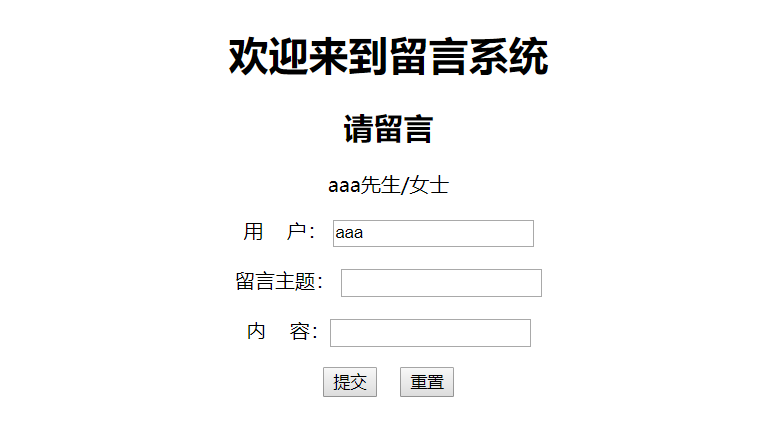 欢迎来到留言系统
请留言
aaa先生/女士
用 户： aaa
留言主题：
内 容：
提交 重置